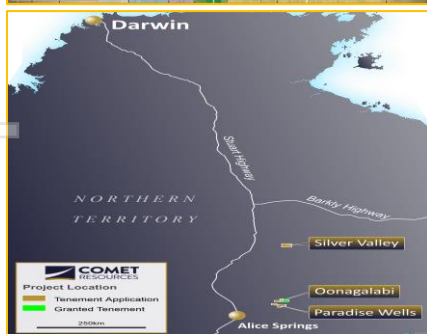 Darwin
Stuart Highway
NORTHERN
TERRITORY
Barkly Highway
Silver Valley
COMET
RESOURCES
Project Location
Tenement Application
Granted Tenement
250km
Oonagalabi
Paradise Wells
Alice Springs